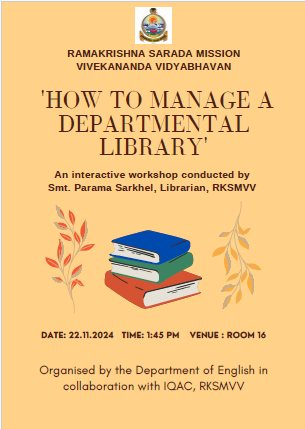 RAMAKRISHNA SARADA MISSION
VIVEKANANDA VIDYABHAVAN
'HOW TO MANAGE A
DEPARTMENTAL
LIBRARY'
An interactive workshop conducted by
Smt. Parama Sarkhel, Librarian, RKSMVV
DATE: 22.11.2024 TIME: 1:45 PM VENUE : ROOM 16
Organised by the Department of English in
collaboration with IQAC, RKSMVV